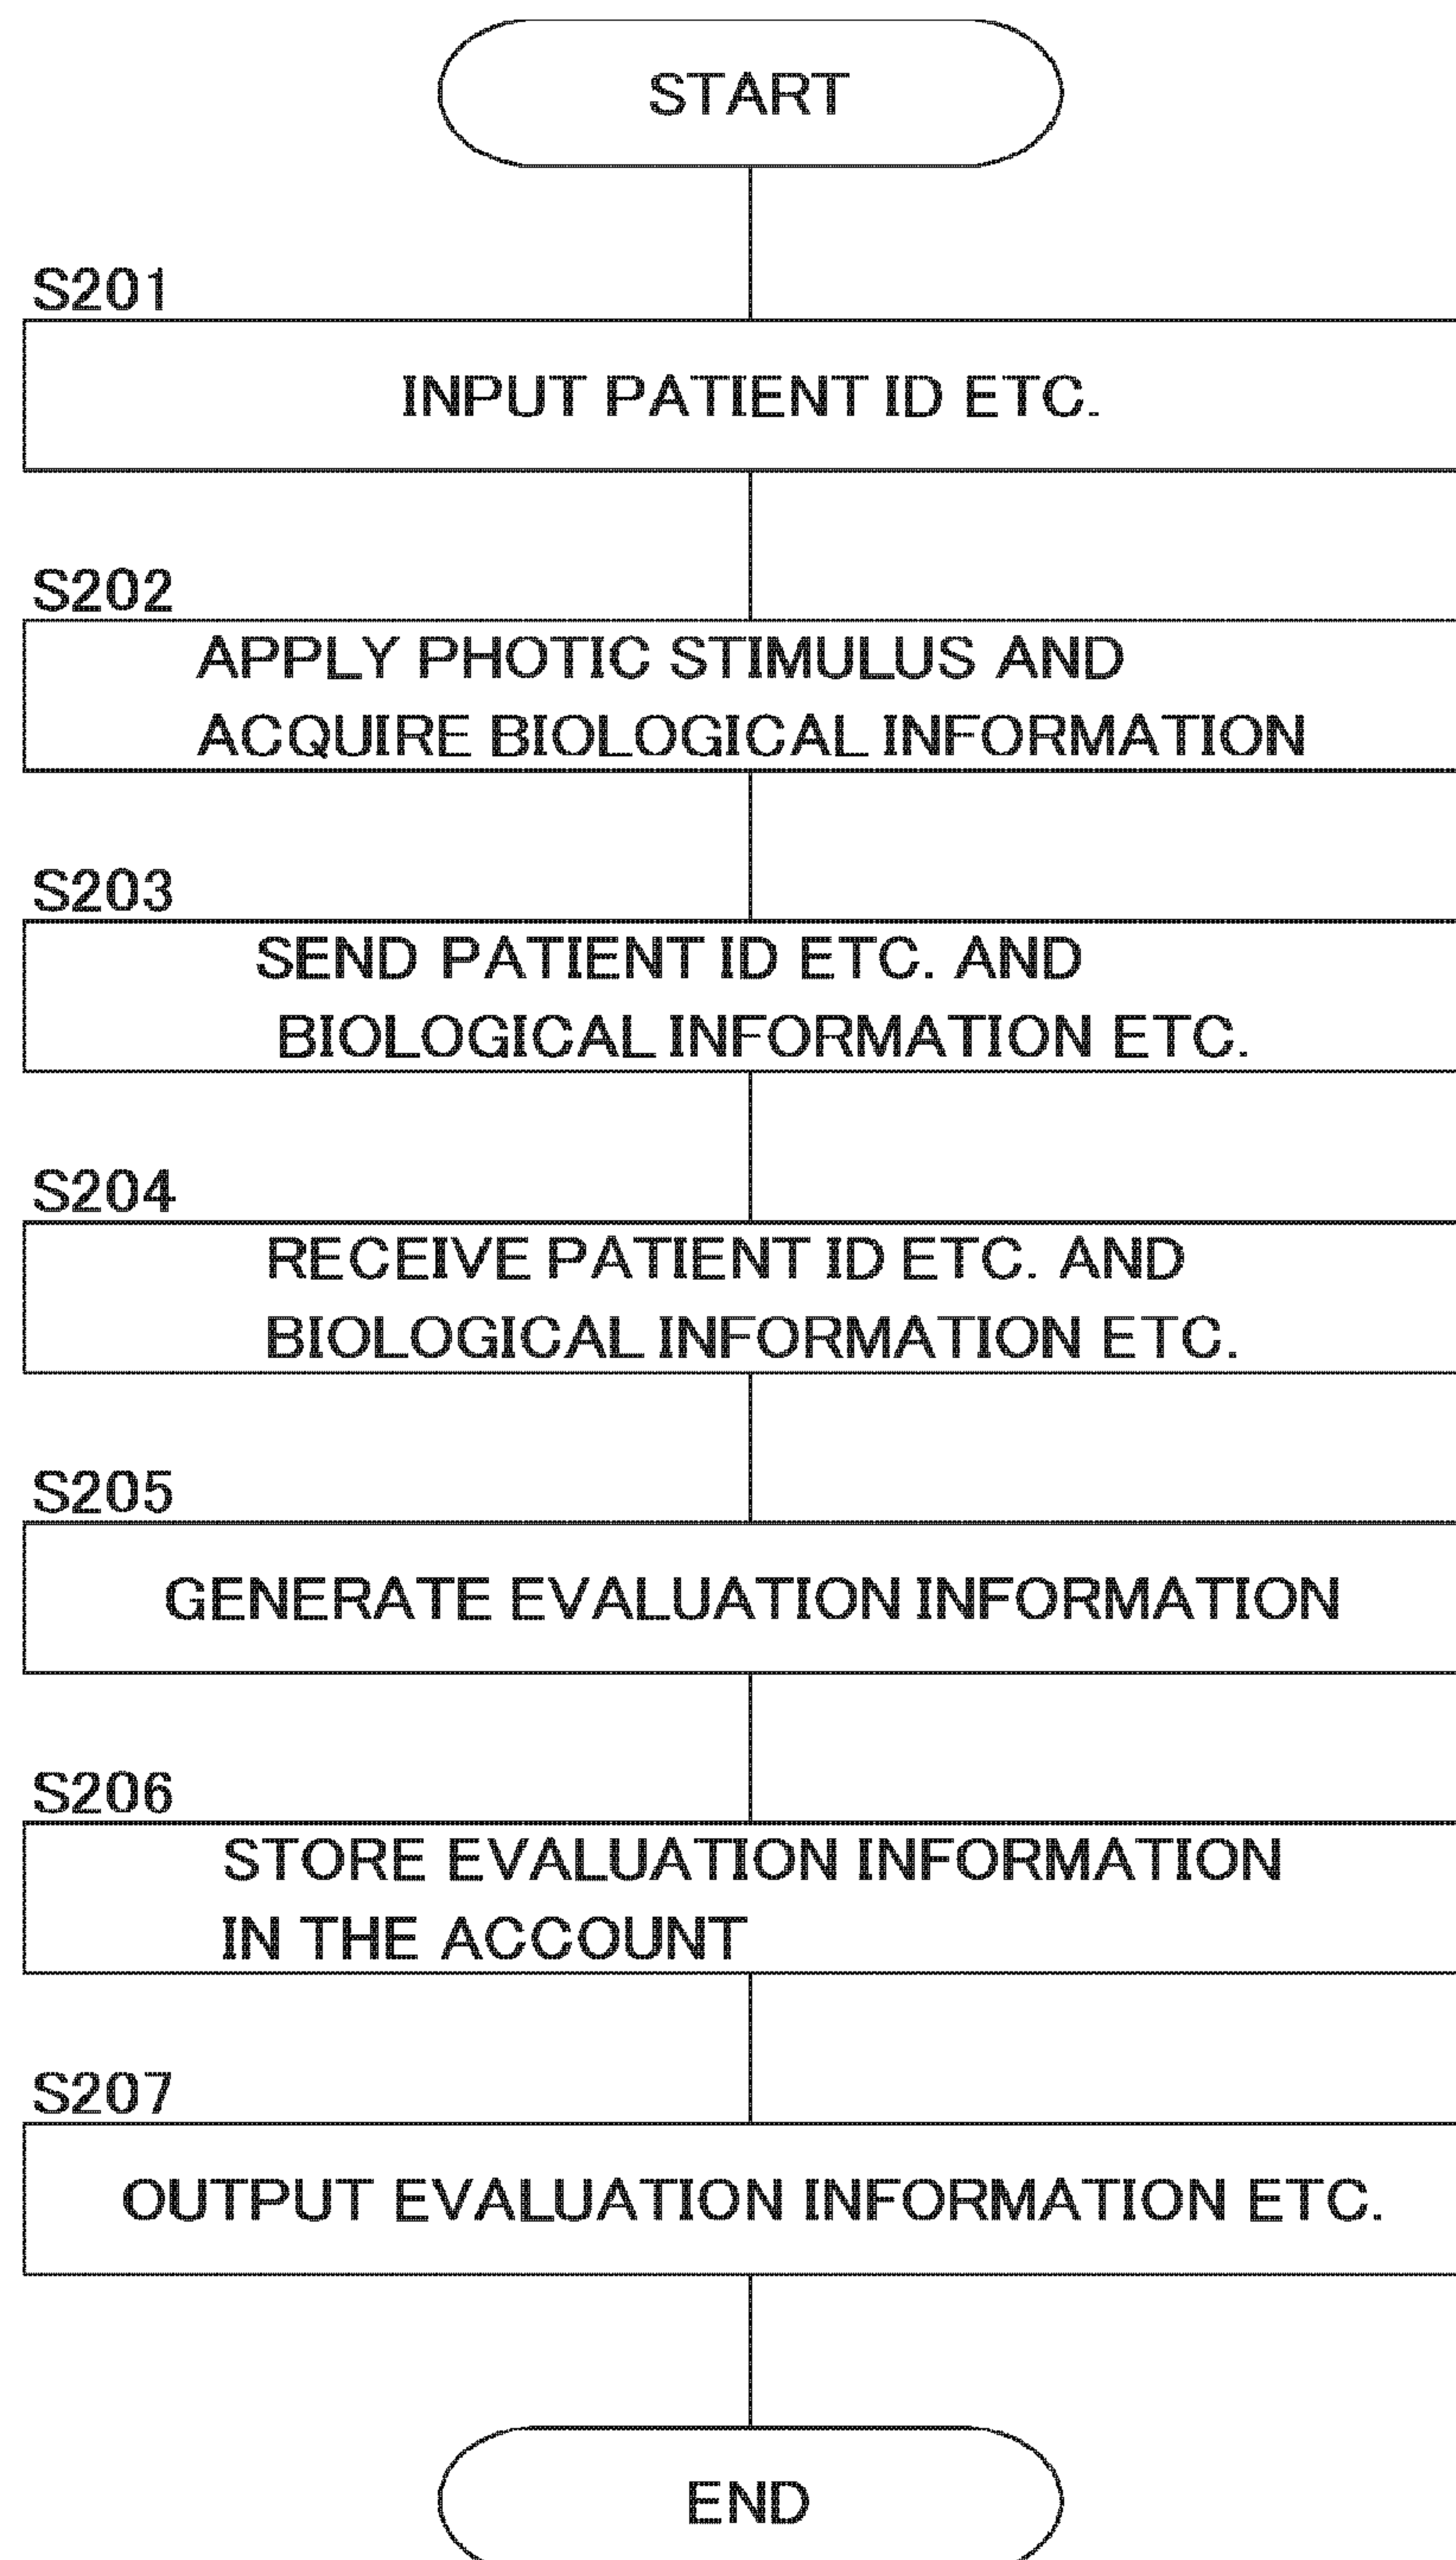 START
S201
INPUT PATIENT ID ETC.
S202
APPLY PHOTIC STIMULUS AND
ACQUIRE BIOLOGICAL INFORMATION
S203
SEND PATIENT ID ETC. AND
BIOLOGICAL INFORMATION ETC.
S204
RECEIVE PATIENT ID ETC. AND
BIOLOGICAL INFORMATION ETC.
S205
GENERATE EVALUATION INFORMATION
S206
STORE EVALUATION INFORMATION
IN THE ACCOUNT
S207
OUTPUT EVALUATION INFORMATION ETC.
END